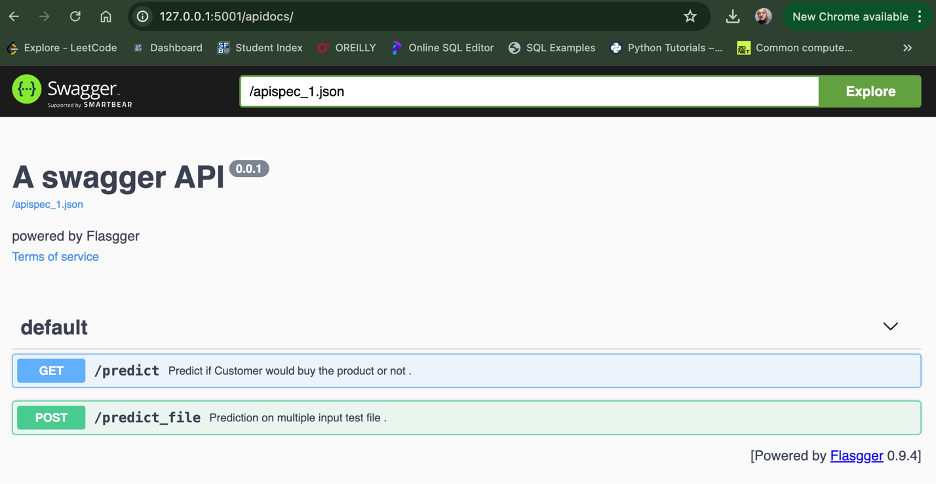 127.0.0.1:5001/apidocs/
New Chrome available
Explore - LeetCode
Dashboard
Student Index
OREILLY
Online SQL Editor
SQL Examples
Python Tutorials –...
Common compute...
Swagger
Supported by SMARTBEAR
/apispec_1.json
Explore
A swagger API 0.0.1
/apispec_1.json
powered by Flasgger
Terms of service
default
GET /predict Predict if Customer would buy the product or not .
POST /predict_file Prediction on multiple input test file .
[Powered by Flasgger 0.9.4]